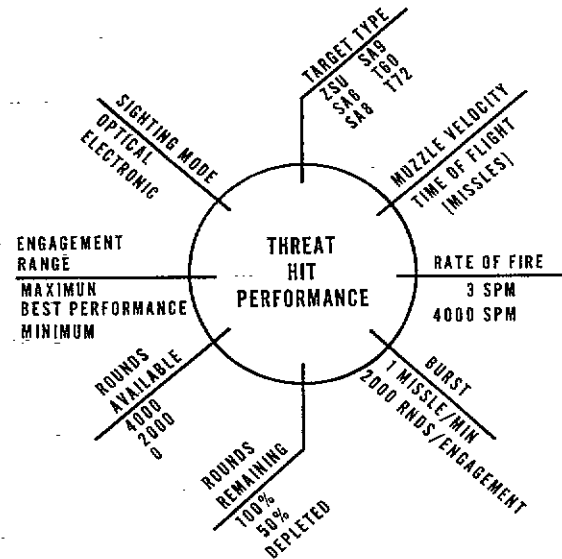 TARGET TYPE
ZSU SA9
SA6 T60
SA8 T72
MUZZLE VELOCITY
TIME OF FLIGHT
[MISSLES]
RATE OF FIRE
3 SPM
4000 SPM
BURST
1 MISSLE/MIN
2000 RNDS/ENGAGEMENT
ROUNDS
REMAINING
100%
50%
DEPLETED
ROUNDS
AVAILABLE
4000
2000
0
ENGAGEMENT
RANGE
MAXIMUN
BEST PERFORMANCE
MINIMUM
SIGHTING MODE
OPTICAL
ELECTRONIC
THREAT
HIT
PERFORMANCE